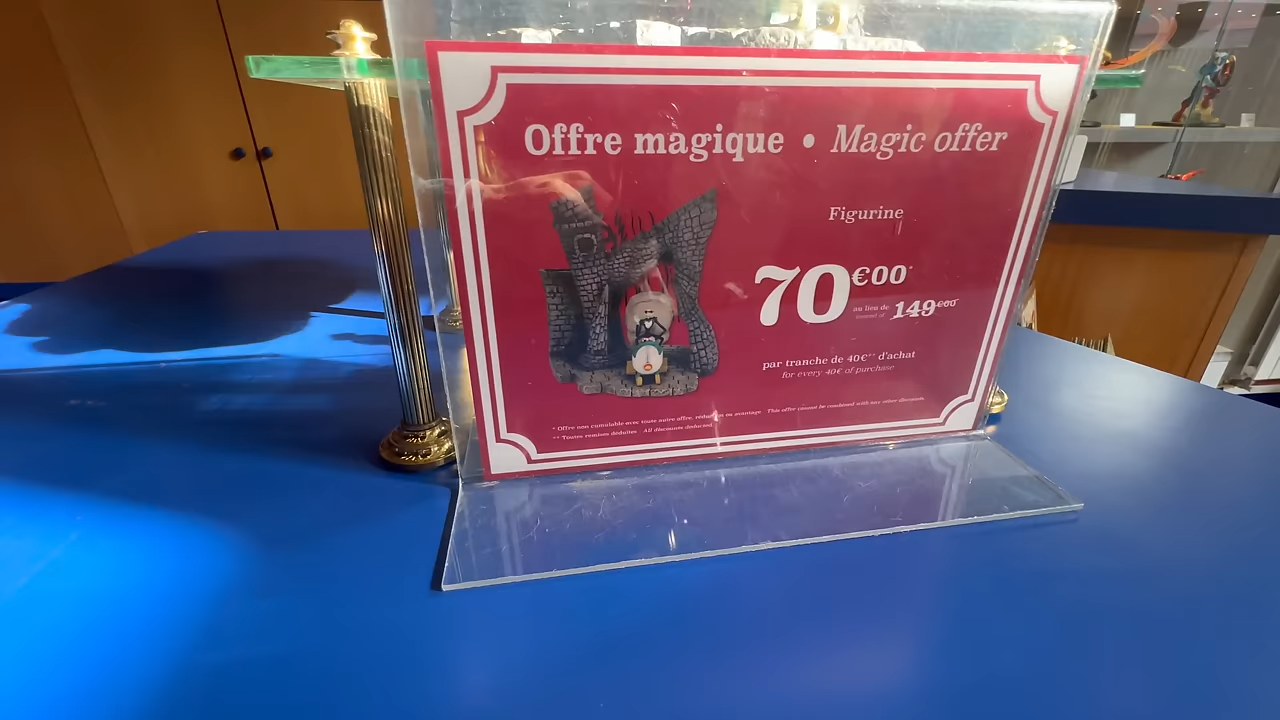 Offre magique • Magic offer
Figurine
70€00*
au lieu de 149€00
instead of
par tranche de 40€** d'achat
for every 40€ of purchase
* Offre non cumulable avec toute autre offre, réduction ou avantage This offer cannot be combined with any other discounts
** Toutes remises déduites All discounts deducted